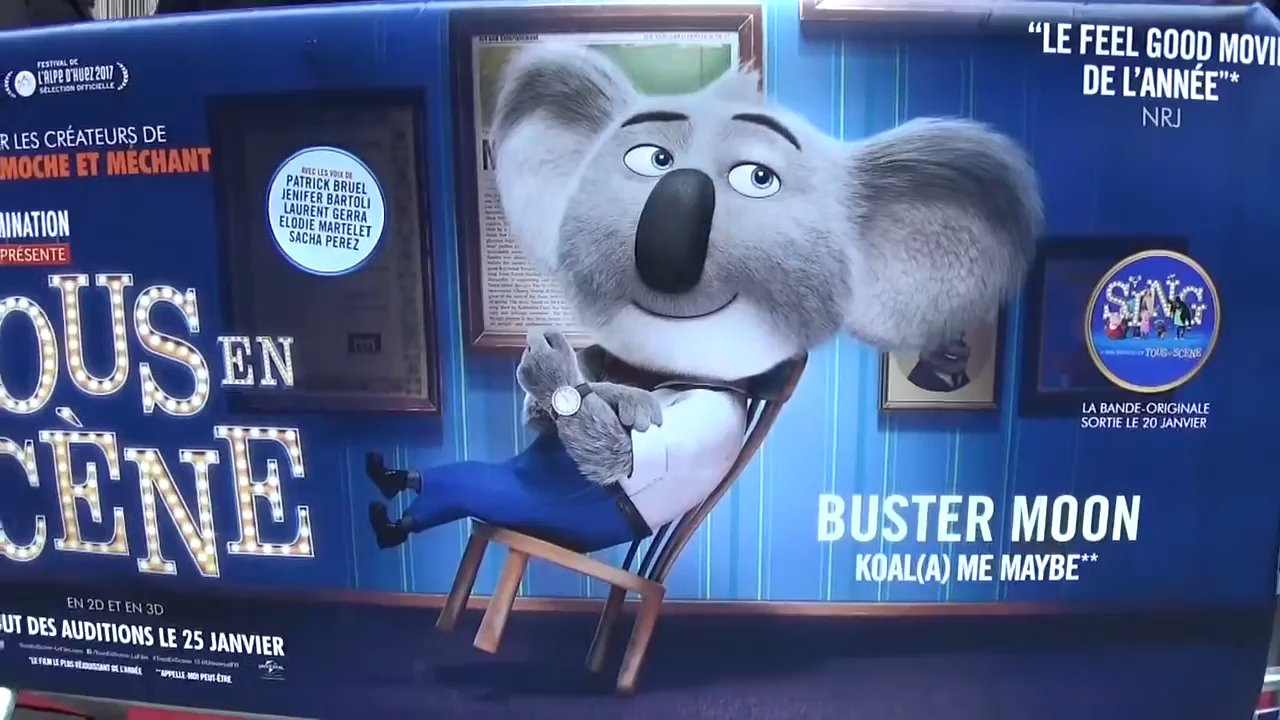 FESTIVAL DE
L'ALPE D'HUEZ 2017
SÉLECTION OFFICIELLE
R LES CRÉATEURS DE
MOCHE ET MÉCHANT
MINATION
PRÉSENTE
OUS EN
CÈNE
EN 2D ET EN 3D
UT DES AUDITIONS LE 25 JANVIER
*LE FILM LE PLUS RÉJOUISSANT DE L'ANNÉE **APPELLE-MOI PEUT-ÊTRE
AVEC LES VOIX DE
PATRICK BRUEL
JENIFER BARTOLI
LAURENT GERRA
ELODIE MARTELET
SACHA PEREZ
Art and Entertainment
"LE FEEL GOOD MOVI
DE L'ANNÉE"*
NRJ
SING
TOUS EN SCÈNE
LA BANDE-ORIGINALE
SORTIE LE 20 JANVIER
BUSTER MOON
KOAL(A) ME MAYBE**